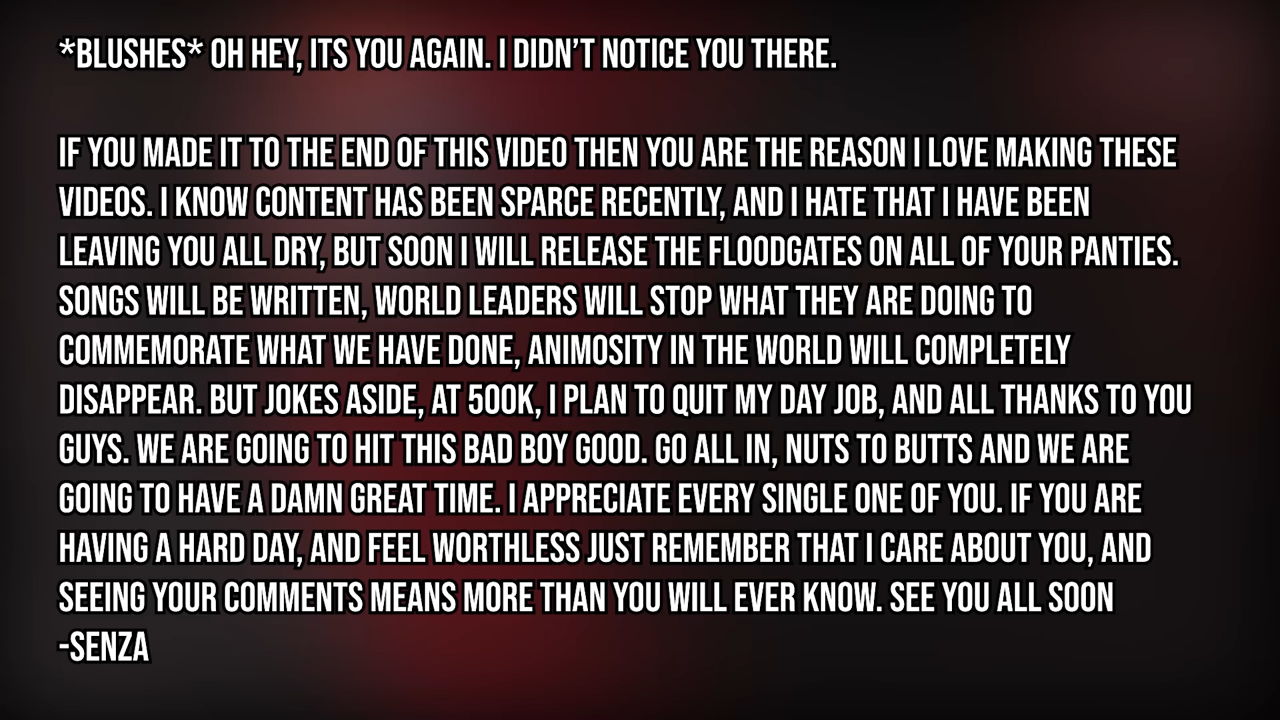 *BLUSHES* OH HEY, ITS YOU AGAIN. I DIDN'T NOTICE YOU THERE.
IF YOU MADE IT TO THE END OF THIS VIDEO THEN YOU ARE THE REASON I LOVE MAKING THESE
VIDEOS. I KNOW CONTENT HAS BEEN SPARCE RECENTLY, AND I HATE THAT I HAVE BEEN
LEAVING YOU ALL DRY, BUT SOON I WILL RELEASE THE FLOODGATES ON ALL OF YOUR PANTIES.
SONGS WILL BE WRITTEN, WORLD LEADERS WILL STOP WHAT THEY ARE DOING TO
COMMEMORATE WHAT WE HAVE DONE, ANIMOSITY IN THE WORLD WILL COMPLETELY
DISAPPEAR. BUT JOKES ASIDE, AT 500K, I PLAN TO QUIT MY DAY JOB, AND ALL THANKS TO YOU
GUYS. WE ARE GOING TO HIT THIS BAD BOY GOOD. GO ALL IN, NUTS TO BUTTS AND WE ARE
GOING TO HAVE A DAMN GREAT TIME. I APPRECIATE EVERY SINGLE ONE OF YOU. IF YOU ARE
HAVING A HARD DAY, AND FEEL WORTHLESS JUST REMEMBER THAT I CARE ABOUT YOU, AND
SEEING YOUR COMMENTS MEANS MORE THAN YOU WILL EVER KNOW. SEE YOU ALL SOON
-SENZA